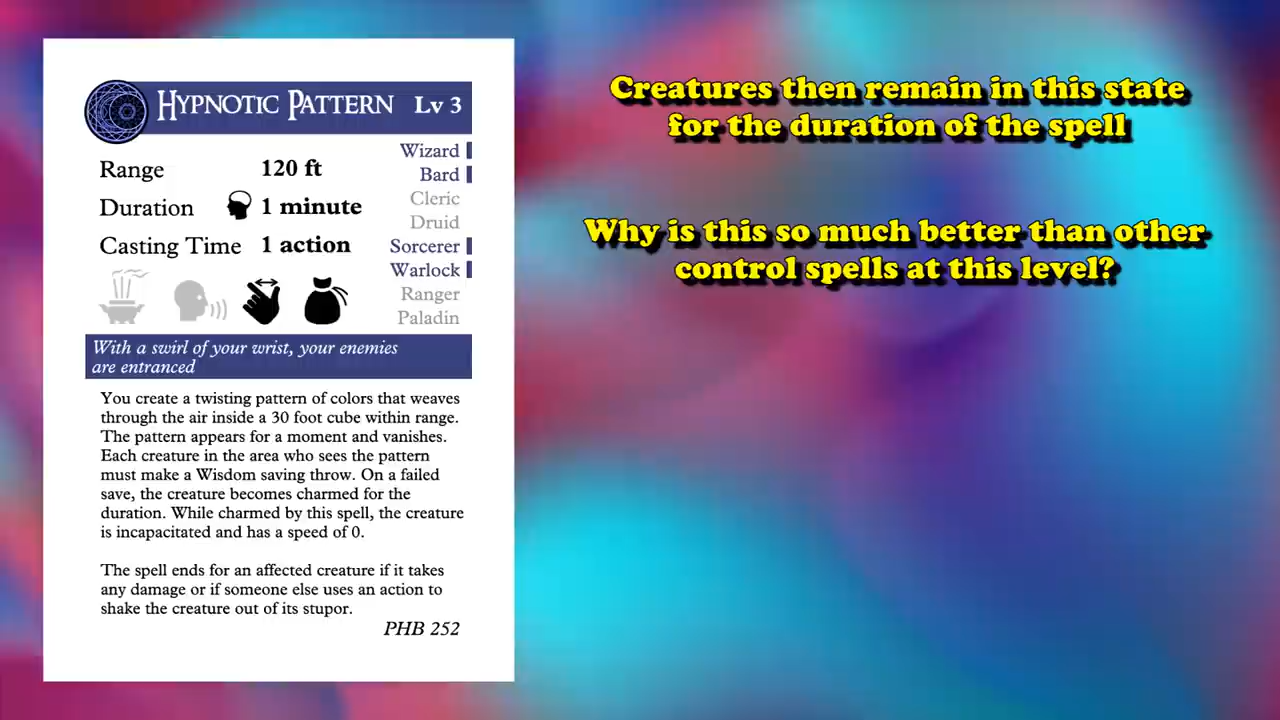 HYPNOTIC PATTERN Lv 3
Range 120 ft
Duration 1 minute
Casting Time 1 action
Wizard
Bard
Cleric
Druid
Sorcerer
Warlock
Ranger
Paladin
With a swirl of your wrist, your enemies
are entranced
You create a twisting pattern of colors that weaves
through the air inside a 30 foot cube within range.
The pattern appears for a moment and vanishes.
Each creature in the area who sees the pattern
must make a Wisdom saving throw. On a failed
save, the creature becomes charmed for the
duration. While charmed by this spell, the creature
is incapacitated and has a speed of 0.
The spell ends for an affected creature if it takes
any damage or if someone else uses an action to
shake the creature out of its stupor.
PHB 252
Creatures then remain in this state
for the duration of the spell
Why is this so much better than other
control spells at this level?